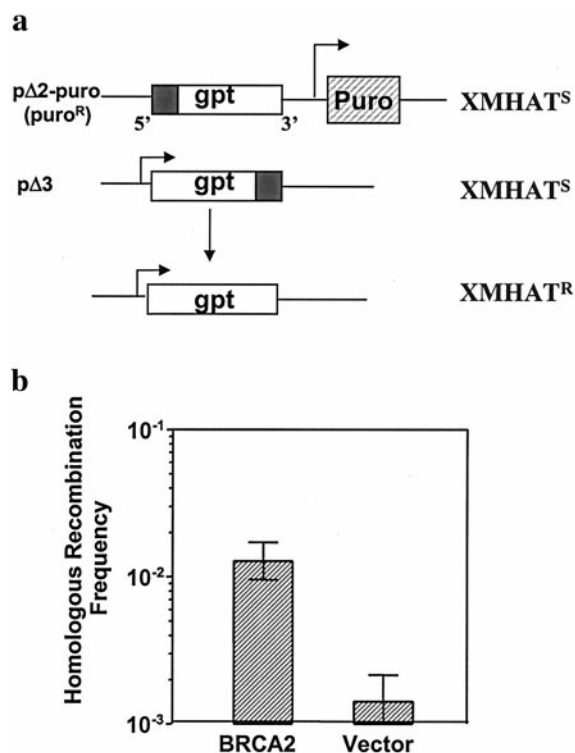 a
pΔ2-puro
(puroᴿ)
gpt
Puro
XMHATˢ
5’
3’
pΔ3
gpt
XMHATˢ
gpt
XMHATᴿ
b
Homologous Recombination
Frequency
10⁻¹
10⁻²
10⁻³
BRCA2
Vector